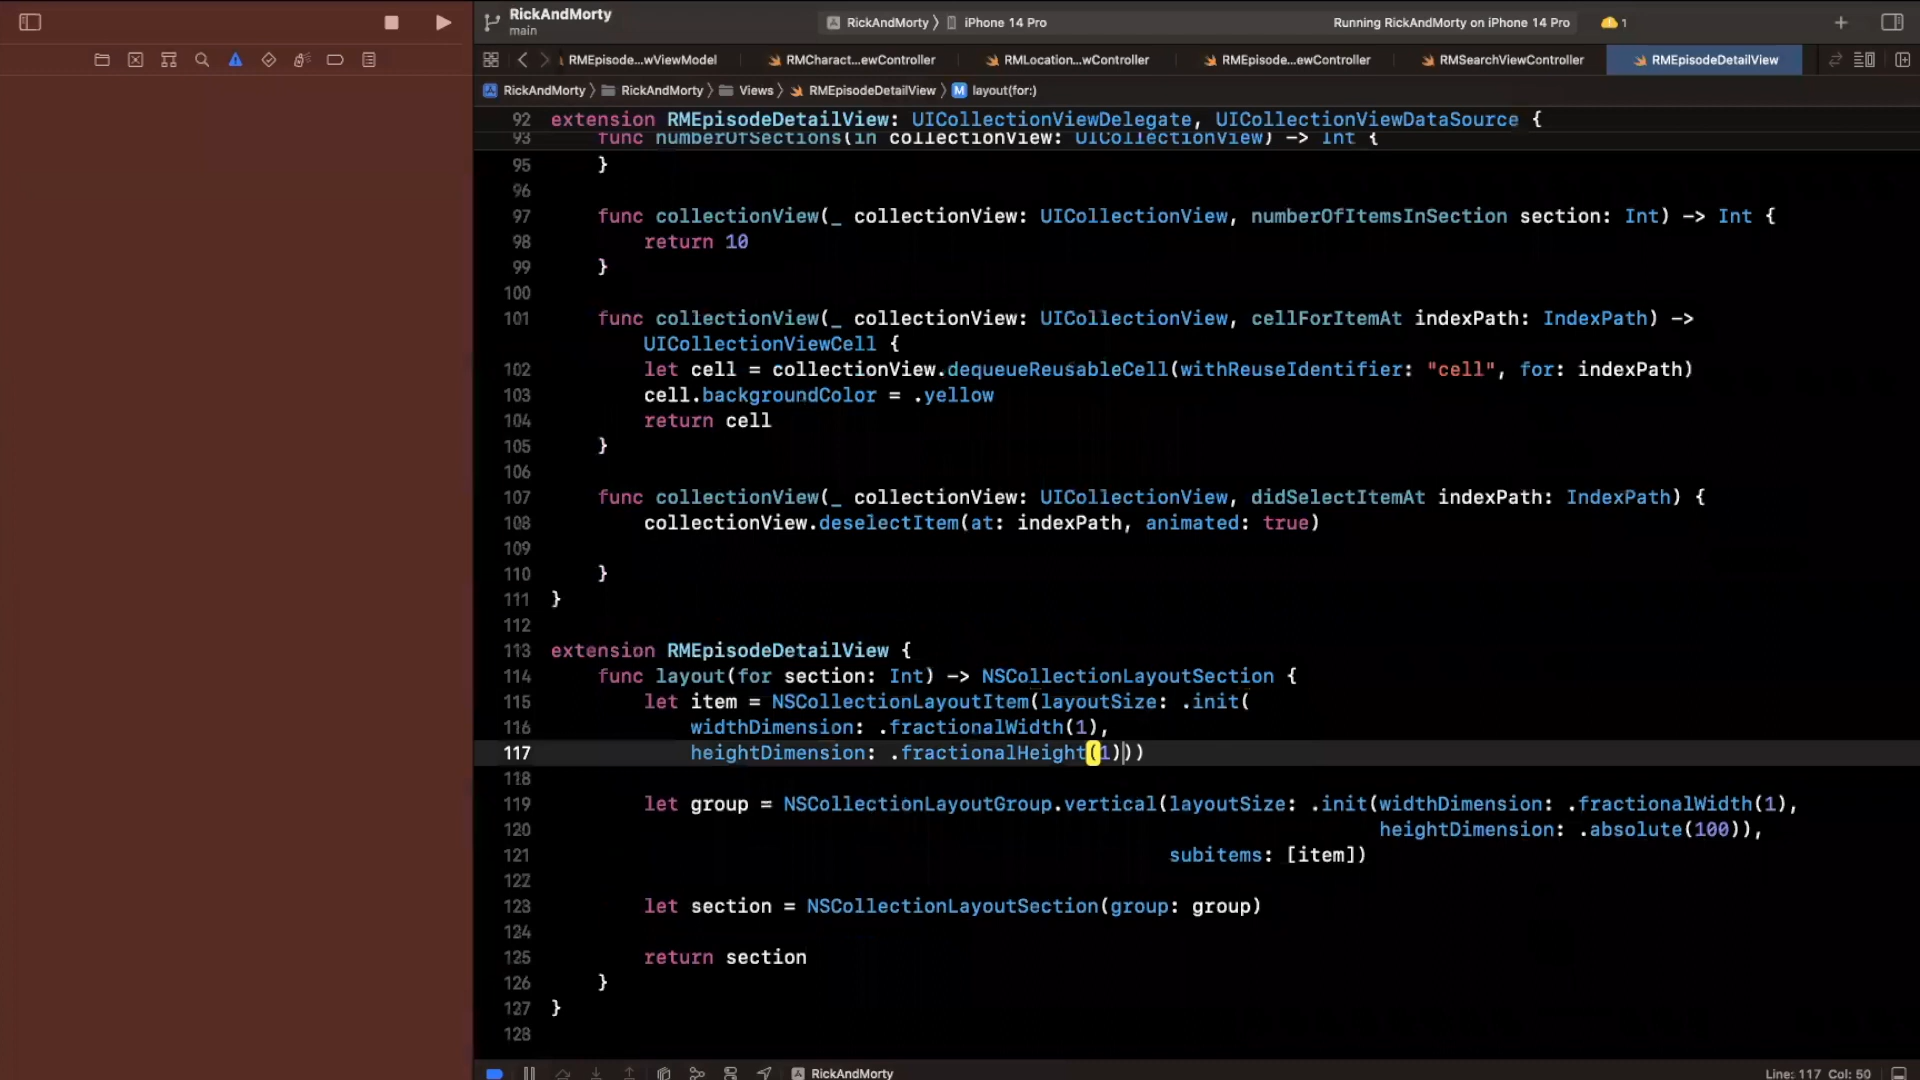 RickAndMorty
main
RickAndMorty
iPhone 14 Pro
Running RickAndMorty on iPhone 14 Pro
1
RMEpisode...wViewModel
RMCharact...ewController
RMLocation...wController
RMEpisode...ewController
RMSearchViewController
RMEpisodeDetailView
RickAndMorty
RickAndMorty
Views
RMEpisodeDetailView
M layout(for:)
92 extension RMEpisodeDetailView: UICollectionViewDelegate, UICollectionViewDataSource {
93 func numberOfSections(in collectionView: UICollectionView) -> Int {
95 }
96
97 func collectionView(_ collectionView: UICollectionView, numberOfItemsInSection section: Int) -> Int {
98 return 10
99 }
100
101 func collectionView(_ collectionView: UICollectionView, cellForItemAt indexPath: IndexPath) ->
UICollectionViewCell {
102 let cell = collectionView.dequeueReusableCell(withReuseIdentifier: "cell", for: indexPath)
103 cell.backgroundColor = .yellow
104 return cell
105 }
106
107 func collectionView(_ collectionView: UICollectionView, didSelectItemAt indexPath: IndexPath) {
108 collectionView.deselectItem(at: indexPath, animated: true)
109
110 }
111 }
112
113 extension RMEpisodeDetailView {
114 func layout(for section: Int) -> NSCollectionLayoutSection {
115 let item = NSCollectionLayoutItem(layoutSize: .init(
116 widthDimension: .fractionalWidth(1),
117 heightDimension: .fractionalHeight(1)))
118
119 let group = NSCollectionLayoutGroup.vertical(layoutSize: .init(widthDimension: .fractionalWidth(1),
120 heightDimension: .absolute(100)),
121 subitems: [item])
122
123 let section = NSCollectionLayoutSection(group: group)
124
125 return section
126 }
127 }
128
RickAndMorty
Line: 117 Col: 50